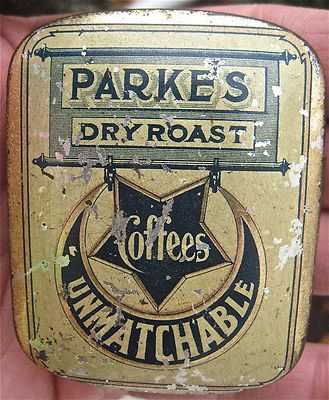 PARKE'S
DRY ROAST
Coffees
UNMATCHABLE